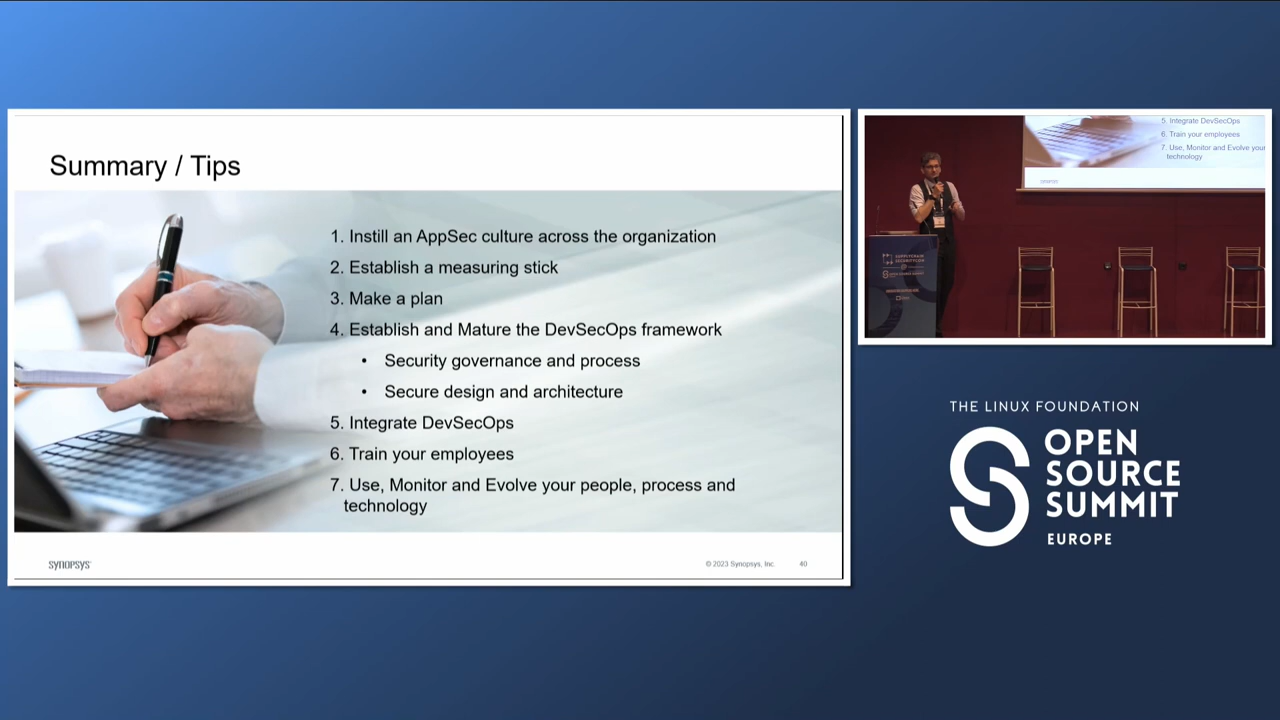 Summary / Tips
1. Instill an AppSec culture across the organization
2. Establish a measuring stick
3. Make a plan
4. Establish and Mature the DevSecOps framework
• Security governance and process
• Secure design and architecture
5. Integrate DevSecOps
6. Train your employees
7. Use, Monitor and Evolve your people, process and
technology
SYNOPSYS
© 2023 Synopsys, Inc.
40
5. Integrate DevSecOps
6. Train your employees
7. Use, Monitor and Evolve your
technology
SYNOPSYS
THE LINUX FOUNDATION
OPEN
SOURCE
SUMMIT
EUROPE